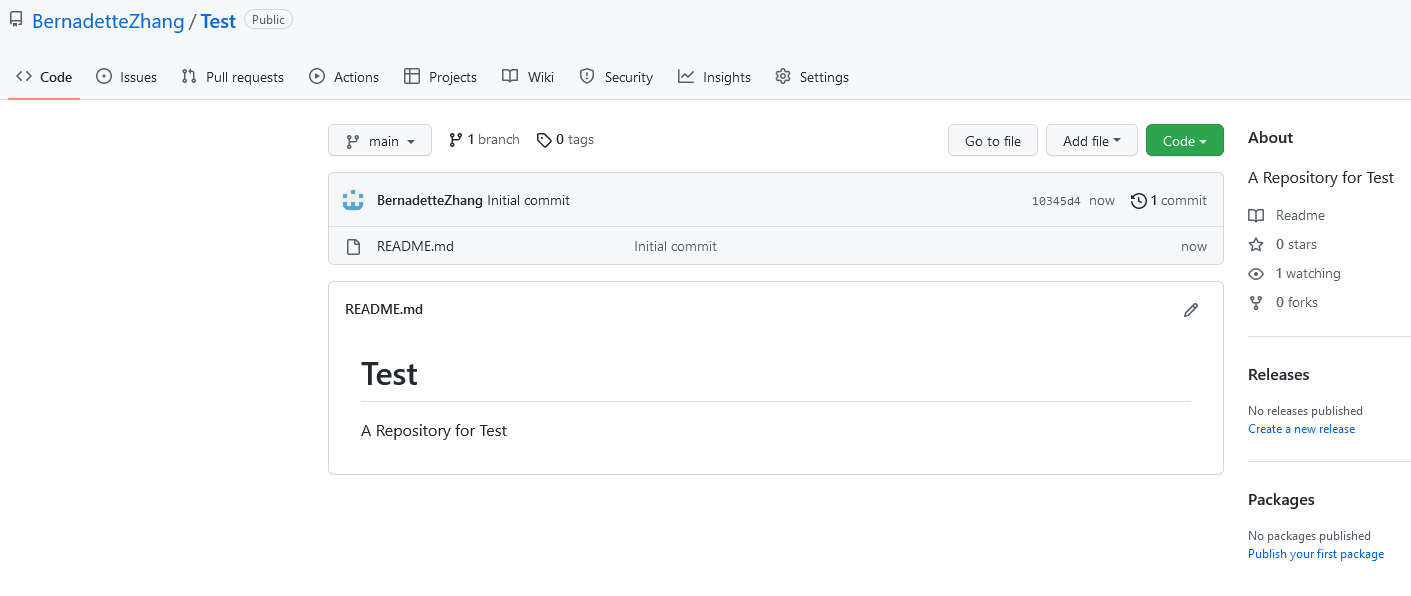 BernadetteZhang / Test Public
Code Issues Pull requests Actions Projects Wiki Security Insights Settings
main 1 branch 0 tags Go to file Add file Code
BernadetteZhang Initial commit 10345d4 now 1 commit
README.md Initial commit now
README.md
Test
A Repository for Test
About
A Repository for Test
Readme
0 stars
1 watching
0 forks
Releases
No releases published
Create a new release
Packages
No packages published
Publish your first package